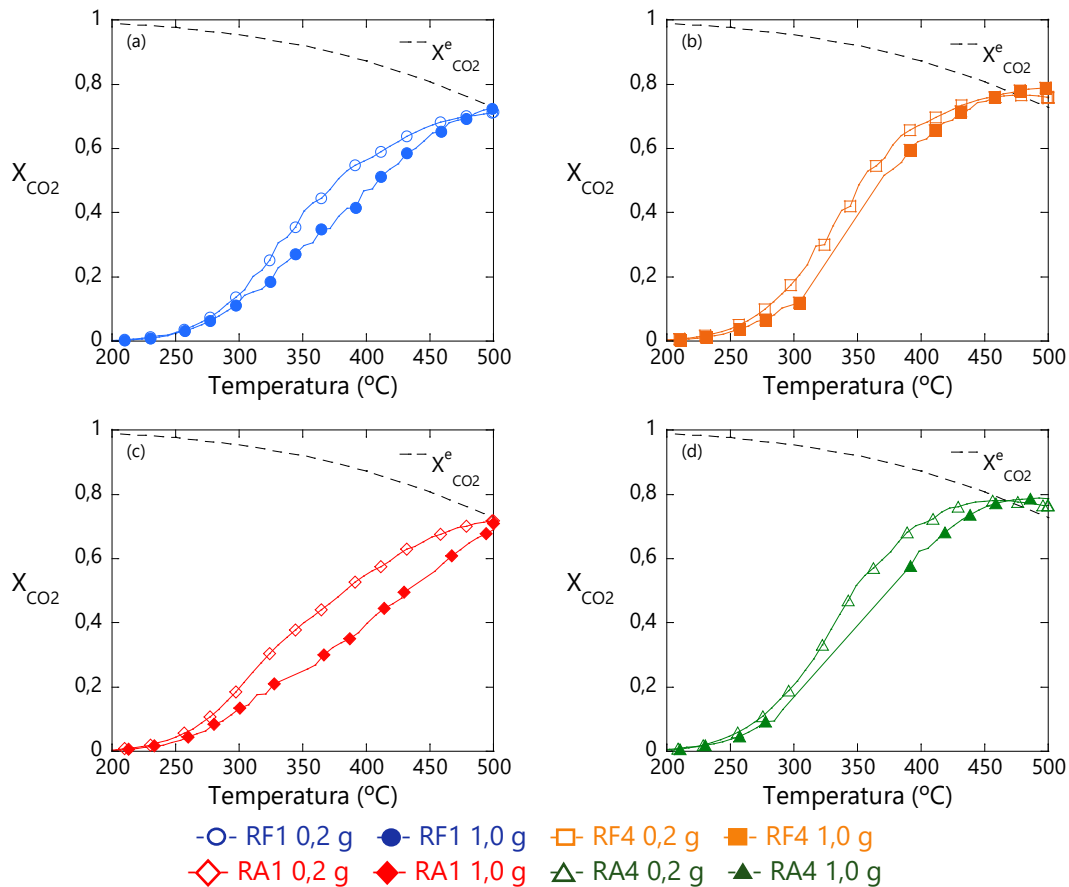 (a)
X^e_CO2
1
0,8
0,6
X_CO2
0,4
0,2
0
200 250 300 350 400 450 500
Temperatura (ºC)
(b)
X^e_CO2
1
0,8
0,6
X_CO2
0,4
0,2
0
200 250 300 350 400 450 500
Temperatura (ºC)
(c)
X^e_CO2
1
0,8
0,6
X_CO2
0,4
0,2
0
200 250 300 350 400 450 500
Temperatura (ºC)
(d)
X^e_CO2
1
0,8
0,6
X_CO2
0,4
0,2
0
200 250 300 350 400 450 500
Temperatura (ºC)
RF1 0,2 g RF1 1,0 g RF4 0,2 g RF4 1,0 g
RA1 0,2 g RA1 1,0 g RA4 0,2 g RA4 1,0 g